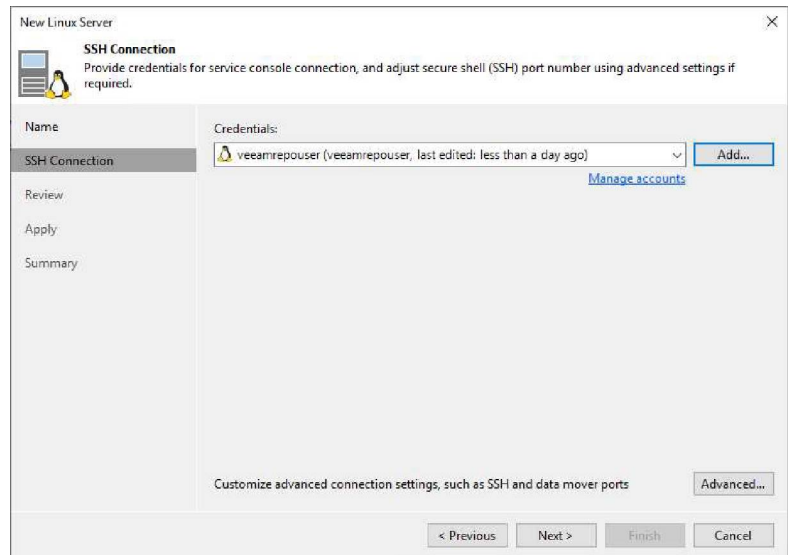 New Linux Server
SSH Connection
Provide credentials for service console connection, and adjust secure shell (SSH) port number using advanced settings if
required.
Name
SSH Connection
Review
Apply
Summary
Credentials:
veeamrepouser (veeamrepouser, last edited: less than a day ago)
Add...
Manage accounts
Customize advanced connection settings, such as SSH and data mover ports
Advanced...
< Previous
Next >
Finish
Cancel